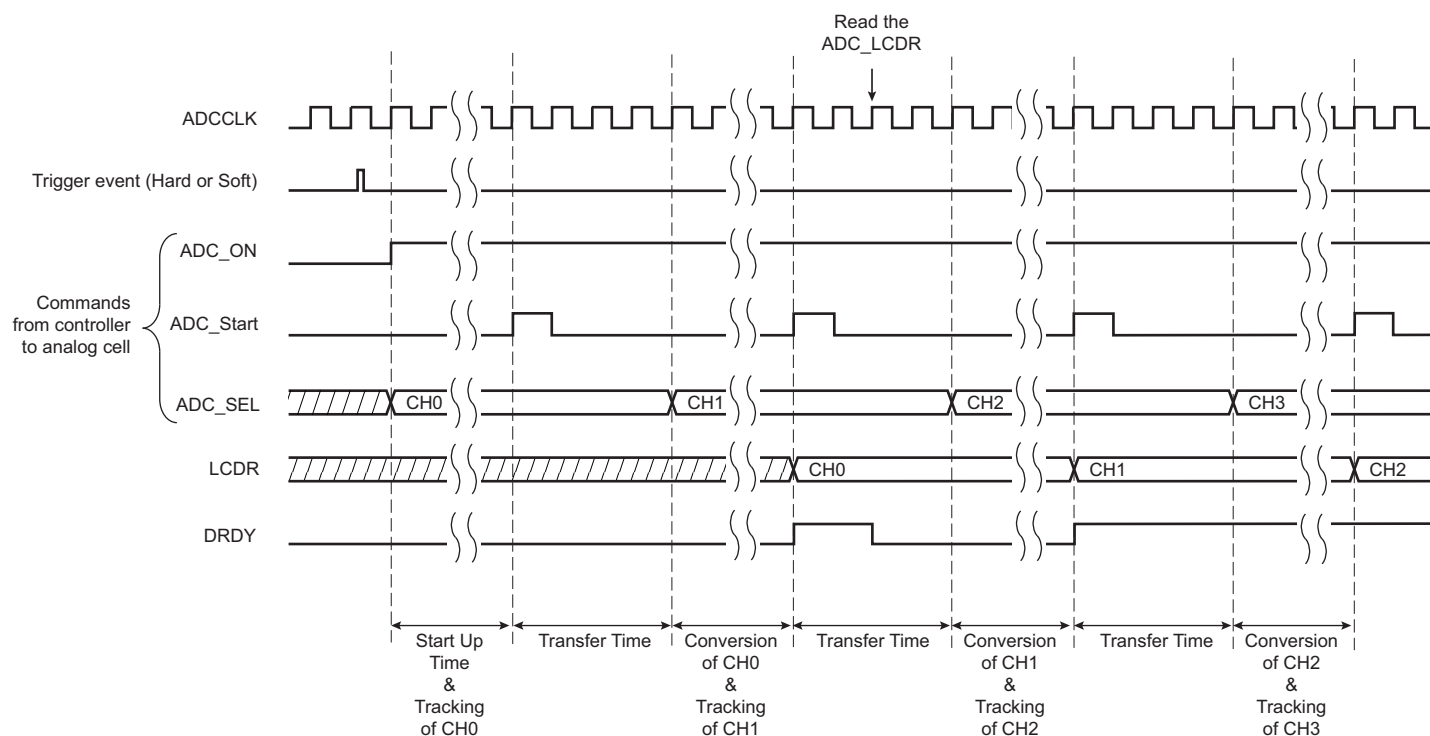 Read the
ADC_LCDR
ADCCLK
Trigger event (Hard or Soft)
ADC_ON
Commands
from controller
to analog cell
ADC_Start
ADC_SEL
CH0
CH1
CH2
CH3
LCDR
CH0
CH1
CH2
DRDY
Start Up
Time
&
Tracking
of CH0
Transfer Time
Conversion
of CH0
&
Tracking
of CH1
Transfer Time
Conversion
of CH1
&
Tracking
of CH2
Transfer Time
Conversion
of CH2
&
Tracking
of CH3